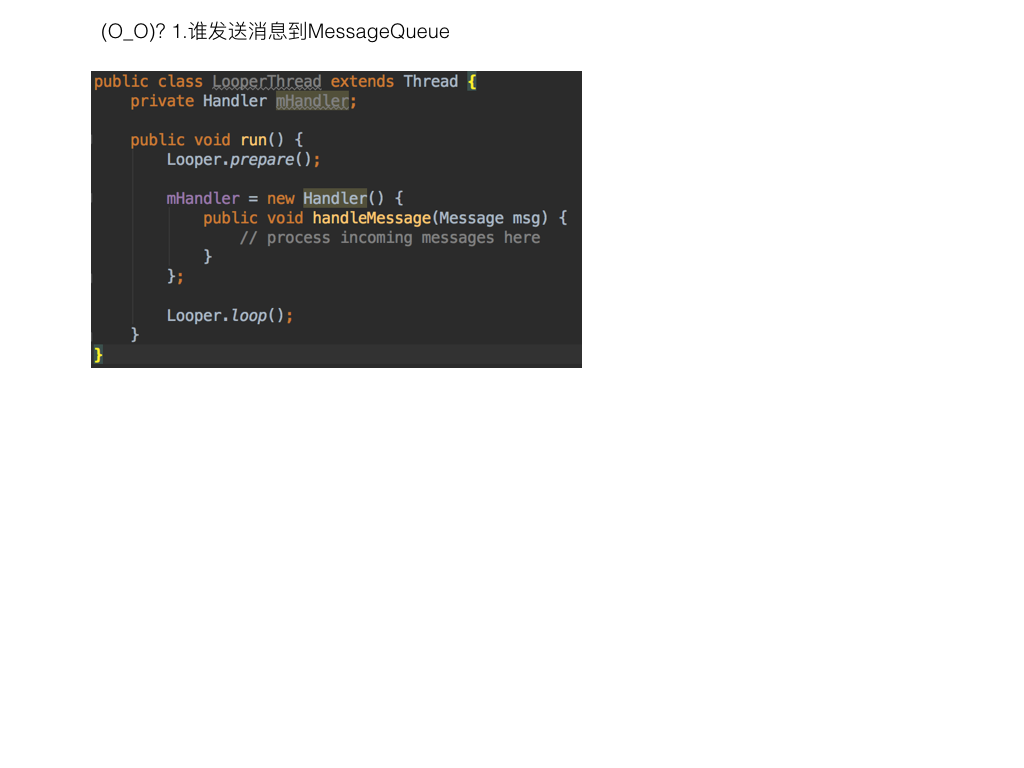 (O_O)? 1.谁发送消息到MessageQueue
public class LooperThread extends Thread {
private Handler mHandler;
public void run() {
Looper.prepare();
mHandler = new Handler() {
public void handleMessage(Message msg) {
// process incoming messages here
}
};
Looper.loop();
}
}